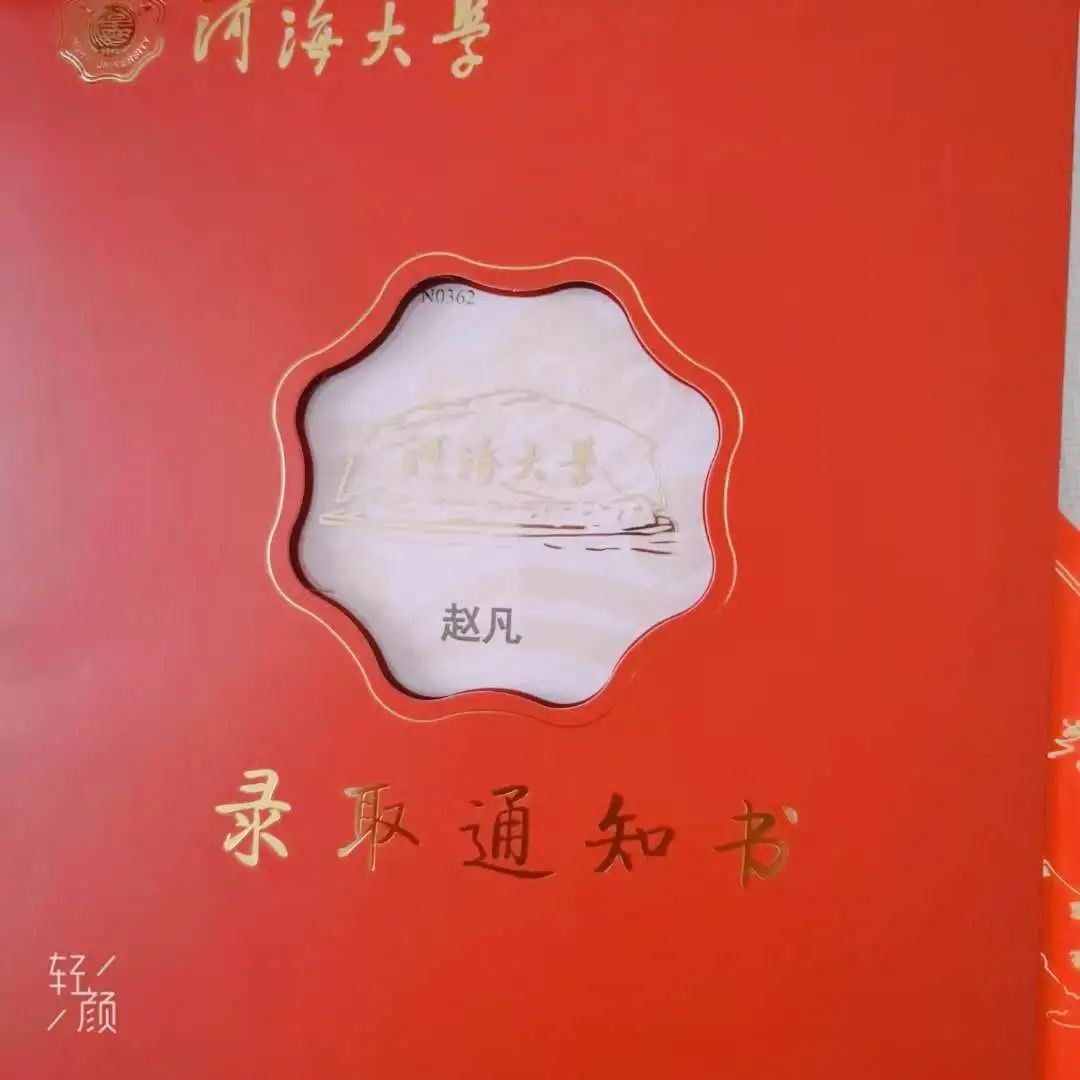 河海大学
N0362
河海大学
赵凡
录取通知书
轻颜